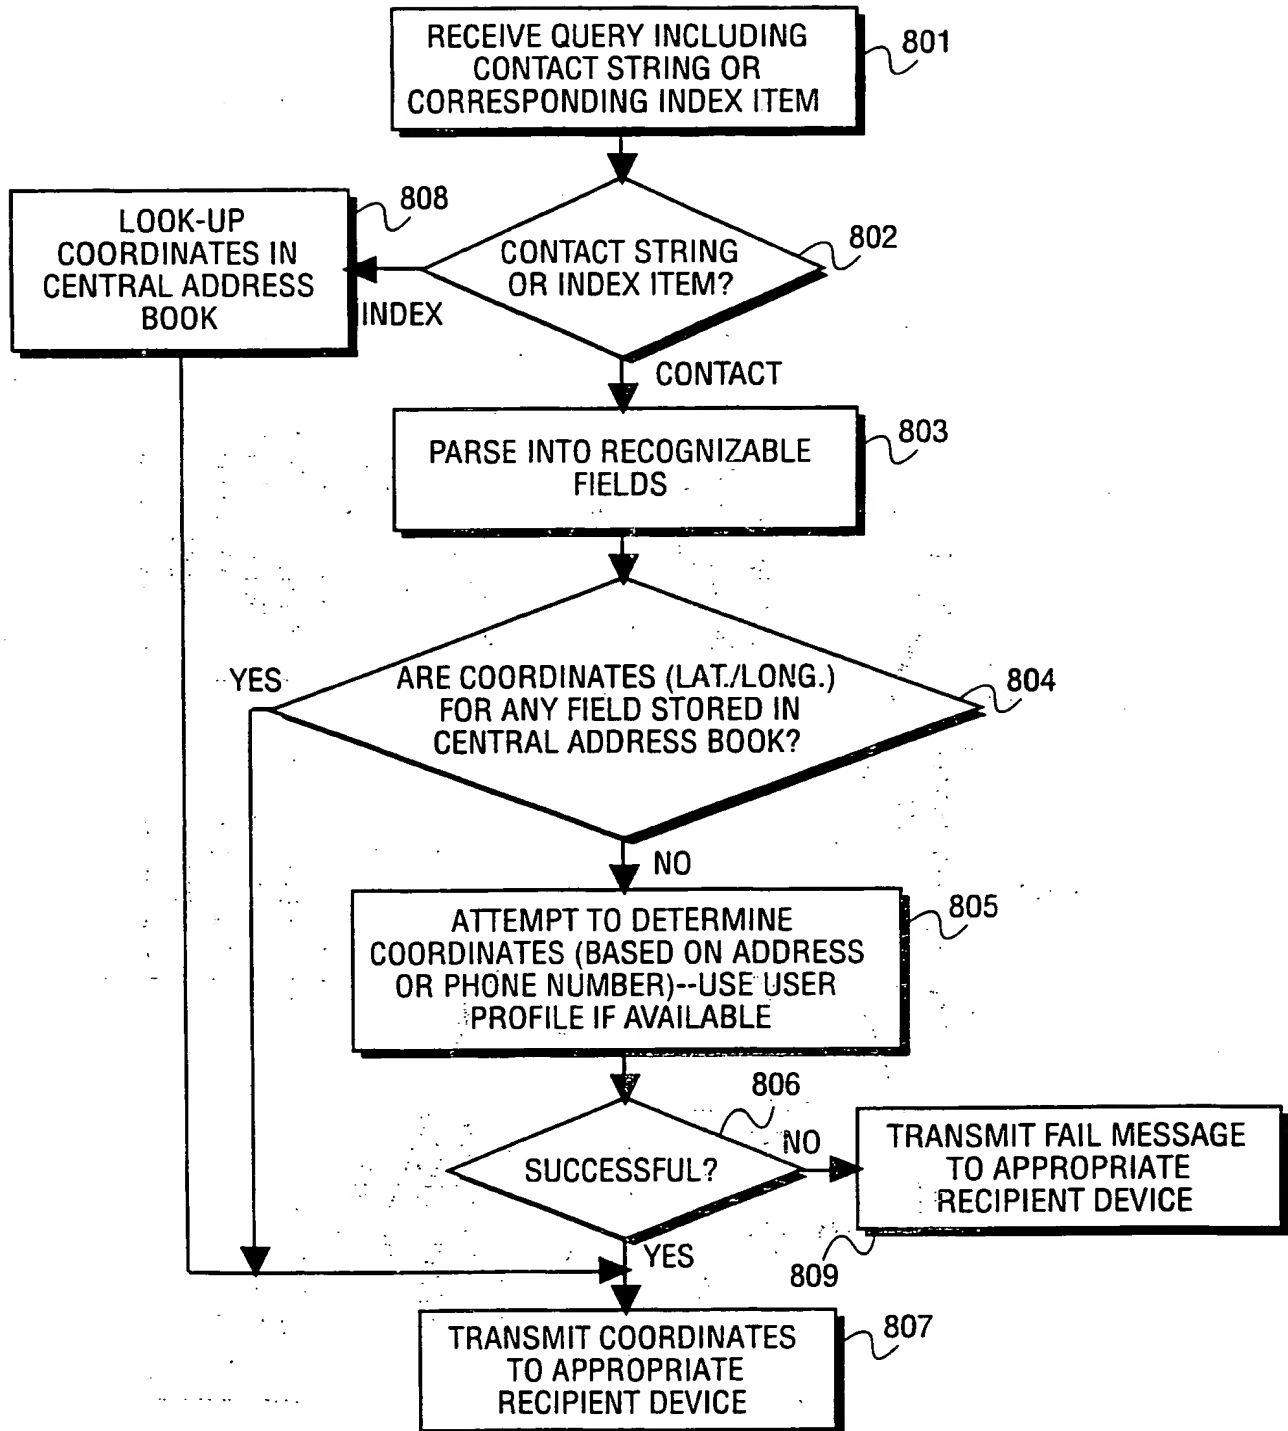 RECEIVE QUERY INCLUDING
CONTACT STRING OR
CORRESPONDING INDEX ITEM
801
LOOK-UP
COORDINATES IN
CENTRAL ADDRESS
BOOK
808
CONTACT STRING
OR INDEX ITEM?
802
INDEX
CONTACT
PARSE INTO RECOGNIZABLE
FIELDS
803
YES
ARE COORDINATES (LAT./LONG.)
FOR ANY FIELD STORED IN
CENTRAL ADDRESS BOOK?
804
NO
ATTEMPT TO DETERMINE
COORDINATES (BASED ON ADDRESS
OR PHONE NUMBER)--USE USER
PROFILE IF AVAILABLE
805
SUCCESSFUL?
806
NO
TRANSMIT FAIL MESSAGE
TO APPROPRIATE
RECIPIENT DEVICE
809
YES
TRANSMIT COORDINATES
TO APPROPRIATE
RECIPIENT DEVICE
807